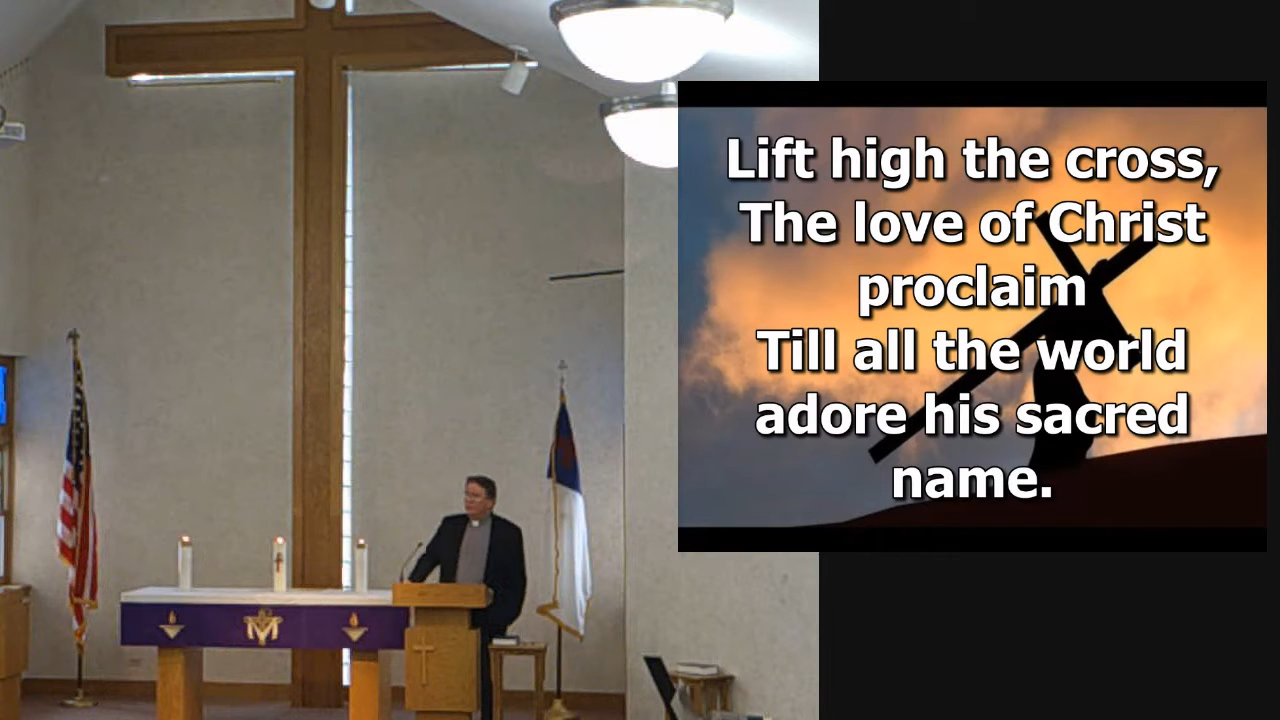 Lift high the cross,
The love of Christ
proclaim
Till all the world
adore his sacred
name.